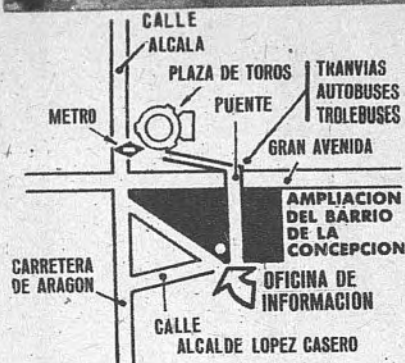 CALLE
ALCALA
PLAZA DE TOROS
TRANVIAS
AUTOBUSES
TROLEBUSES
METRO
PUENTE
GRAN AVENIDA
AMPLIACION
DEL BARRIO
DE LA
CONCEPCION
CARRETERA
DE ARAGON
OFICINA DE
INFORMACION
CALLE
ALCALDE LOPEZ CASERO